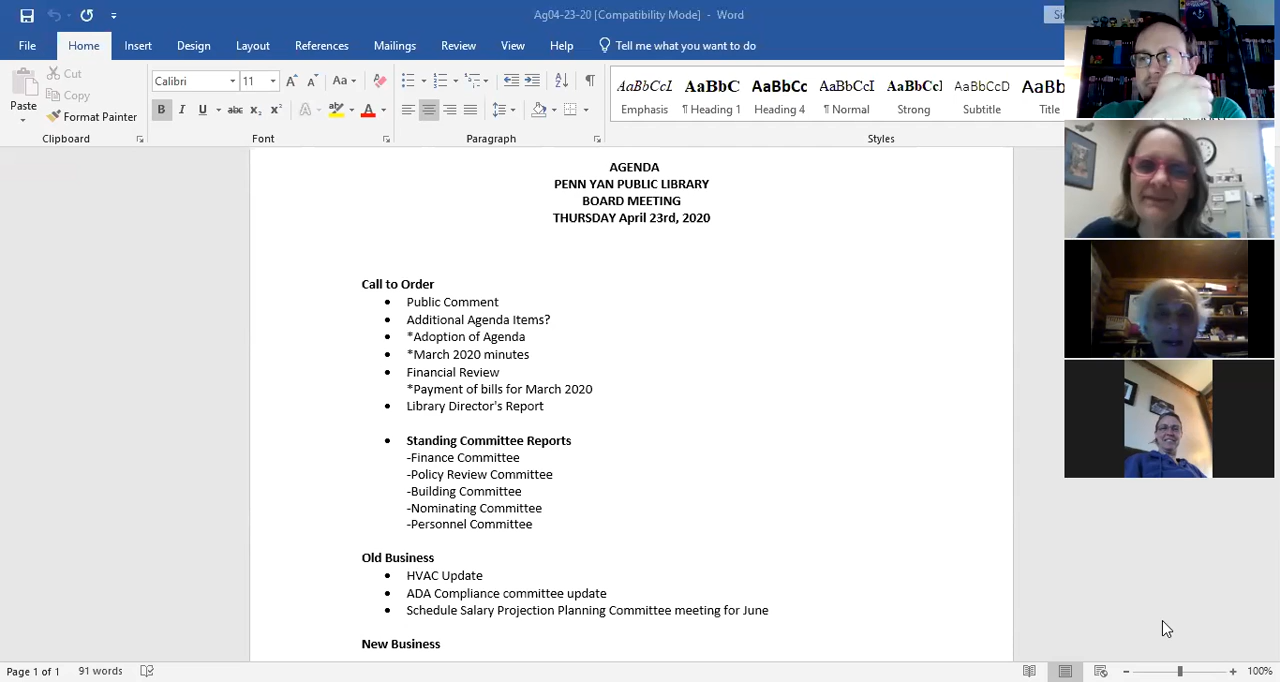 Ag04-23-20 [Compatibility Mode] - Word
File Home Insert Design Layout References Mailings Review View Help Tell me what you want to do
Paste
Cut
Copy
Format Painter
Clipboard
Calibri 11
Aa
B I U abc x₂ x²
A A
Font
Paragraph
AaBbCcL AaBbC AaBbCc AaBbCcI AaBbCcI AaBbCcD AaBb
Emphasis ¶ Heading 1 Heading 4 ¶ Normal Strong Subtitle Title
Styles
AGENDA
PENN YAN PUBLIC LIBRARY
BOARD MEETING
THURSDAY April 23rd, 2020
Call to Order
• Public Comment
• Additional Agenda Items?
• *Adoption of Agenda
• *March 2020 minutes
• Financial Review
*Payment of bills for March 2020
• Library Director's Report
• Standing Committee Reports
-Finance Committee
-Policy Review Committee
-Building Committee
-Nominating Committee
-Personnel Committee
Old Business
• HVAC Update
• ADA Compliance committee update
• Schedule Salary Projection Planning Committee meeting for June
New Business
Page 1 of 1 91 words
100%